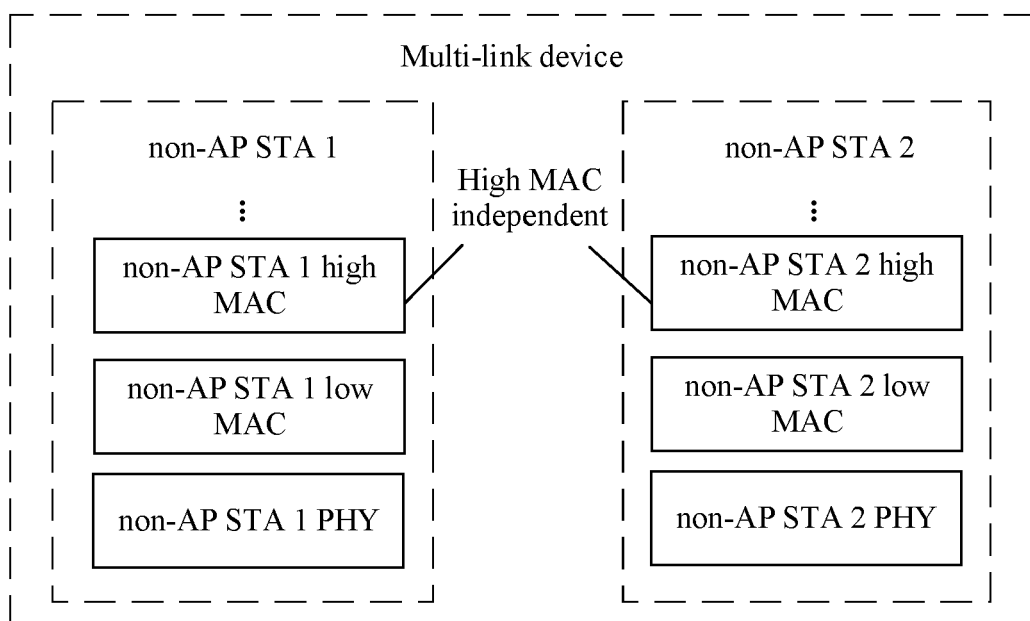 Multi-link device
non-AP STA 1
⋮
non-AP STA 1 high
MAC
non-AP STA 1 low
MAC
non-AP STA 1 PHY
High MAC
independent
non-AP STA 2
⋮
non-AP STA 2 high
MAC
non-AP STA 2 low
MAC
non-AP STA 2 PHY